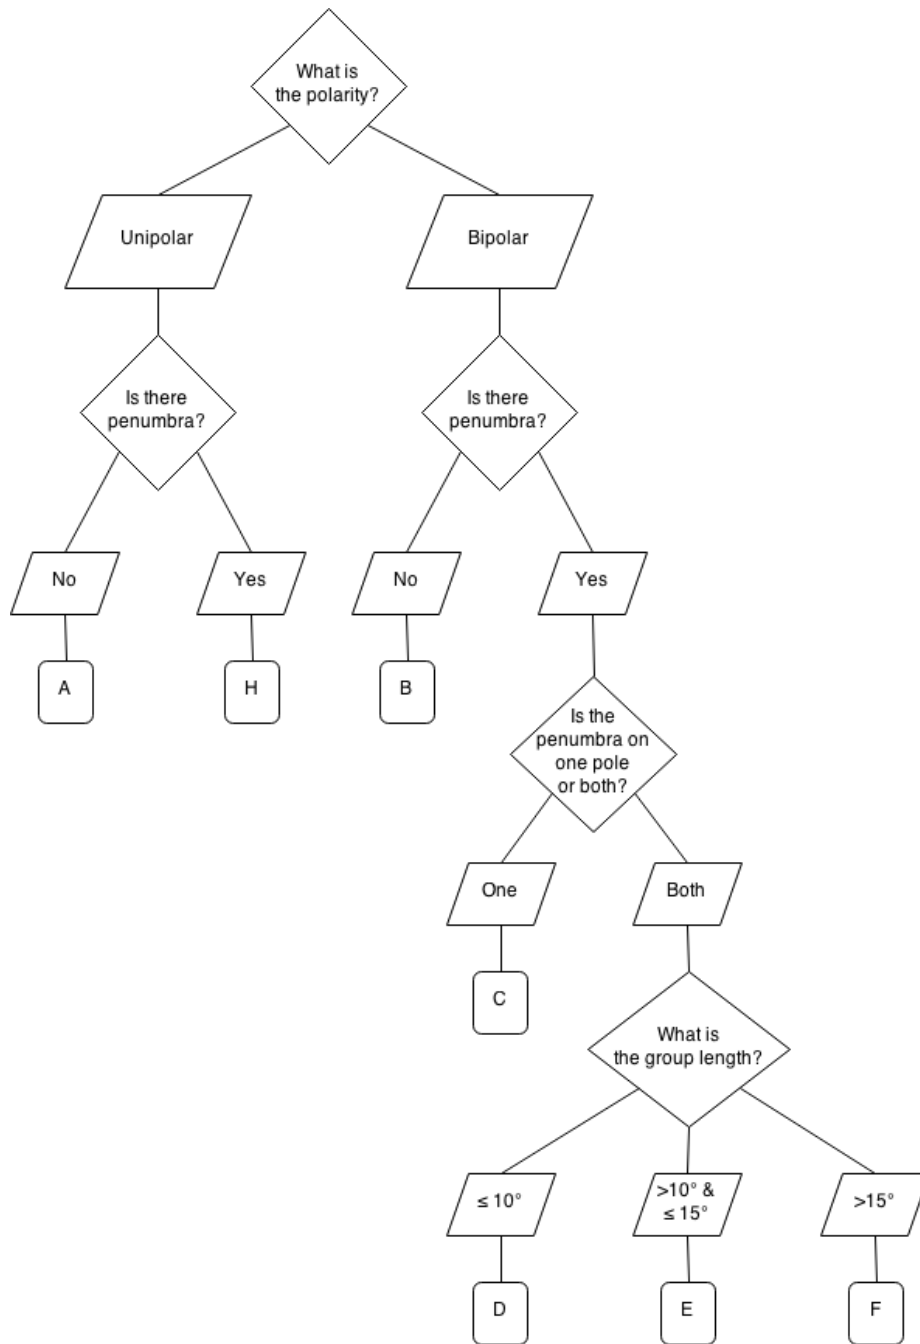 What is
the polarity?
Unipolar
Bipolar
Is there
penumbra?
Is there
penumbra?
No
Yes
No
Yes
A
H
B
Is the
penumbra on
one pole
or both?
One
Both
C
What is
the group length?
≤ 10°
>10° &
≤ 15°
>15°
D
E
F